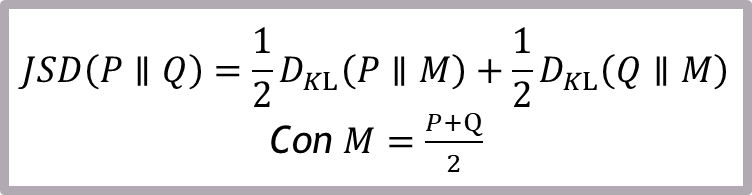 JSD(P ∥ Q) = 1/2 D_KL(P ∥ M) + 1/2 D_KL(Q ∥ M)
Con M = P+Q/2